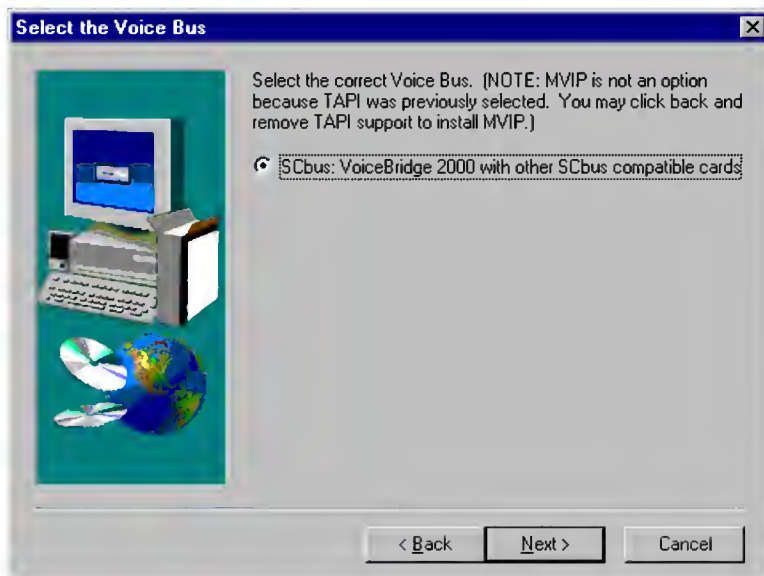 Select the Voice Bus
Select the correct Voice Bus. (NOTE: MVIP is not an option
because TAPI was previously selected. You may click back and
remove TAPI support to install MVIP.)
SCbus: VoiceBridge 2000 with other SCbus compatible cards
< Back
Next >
Cancel